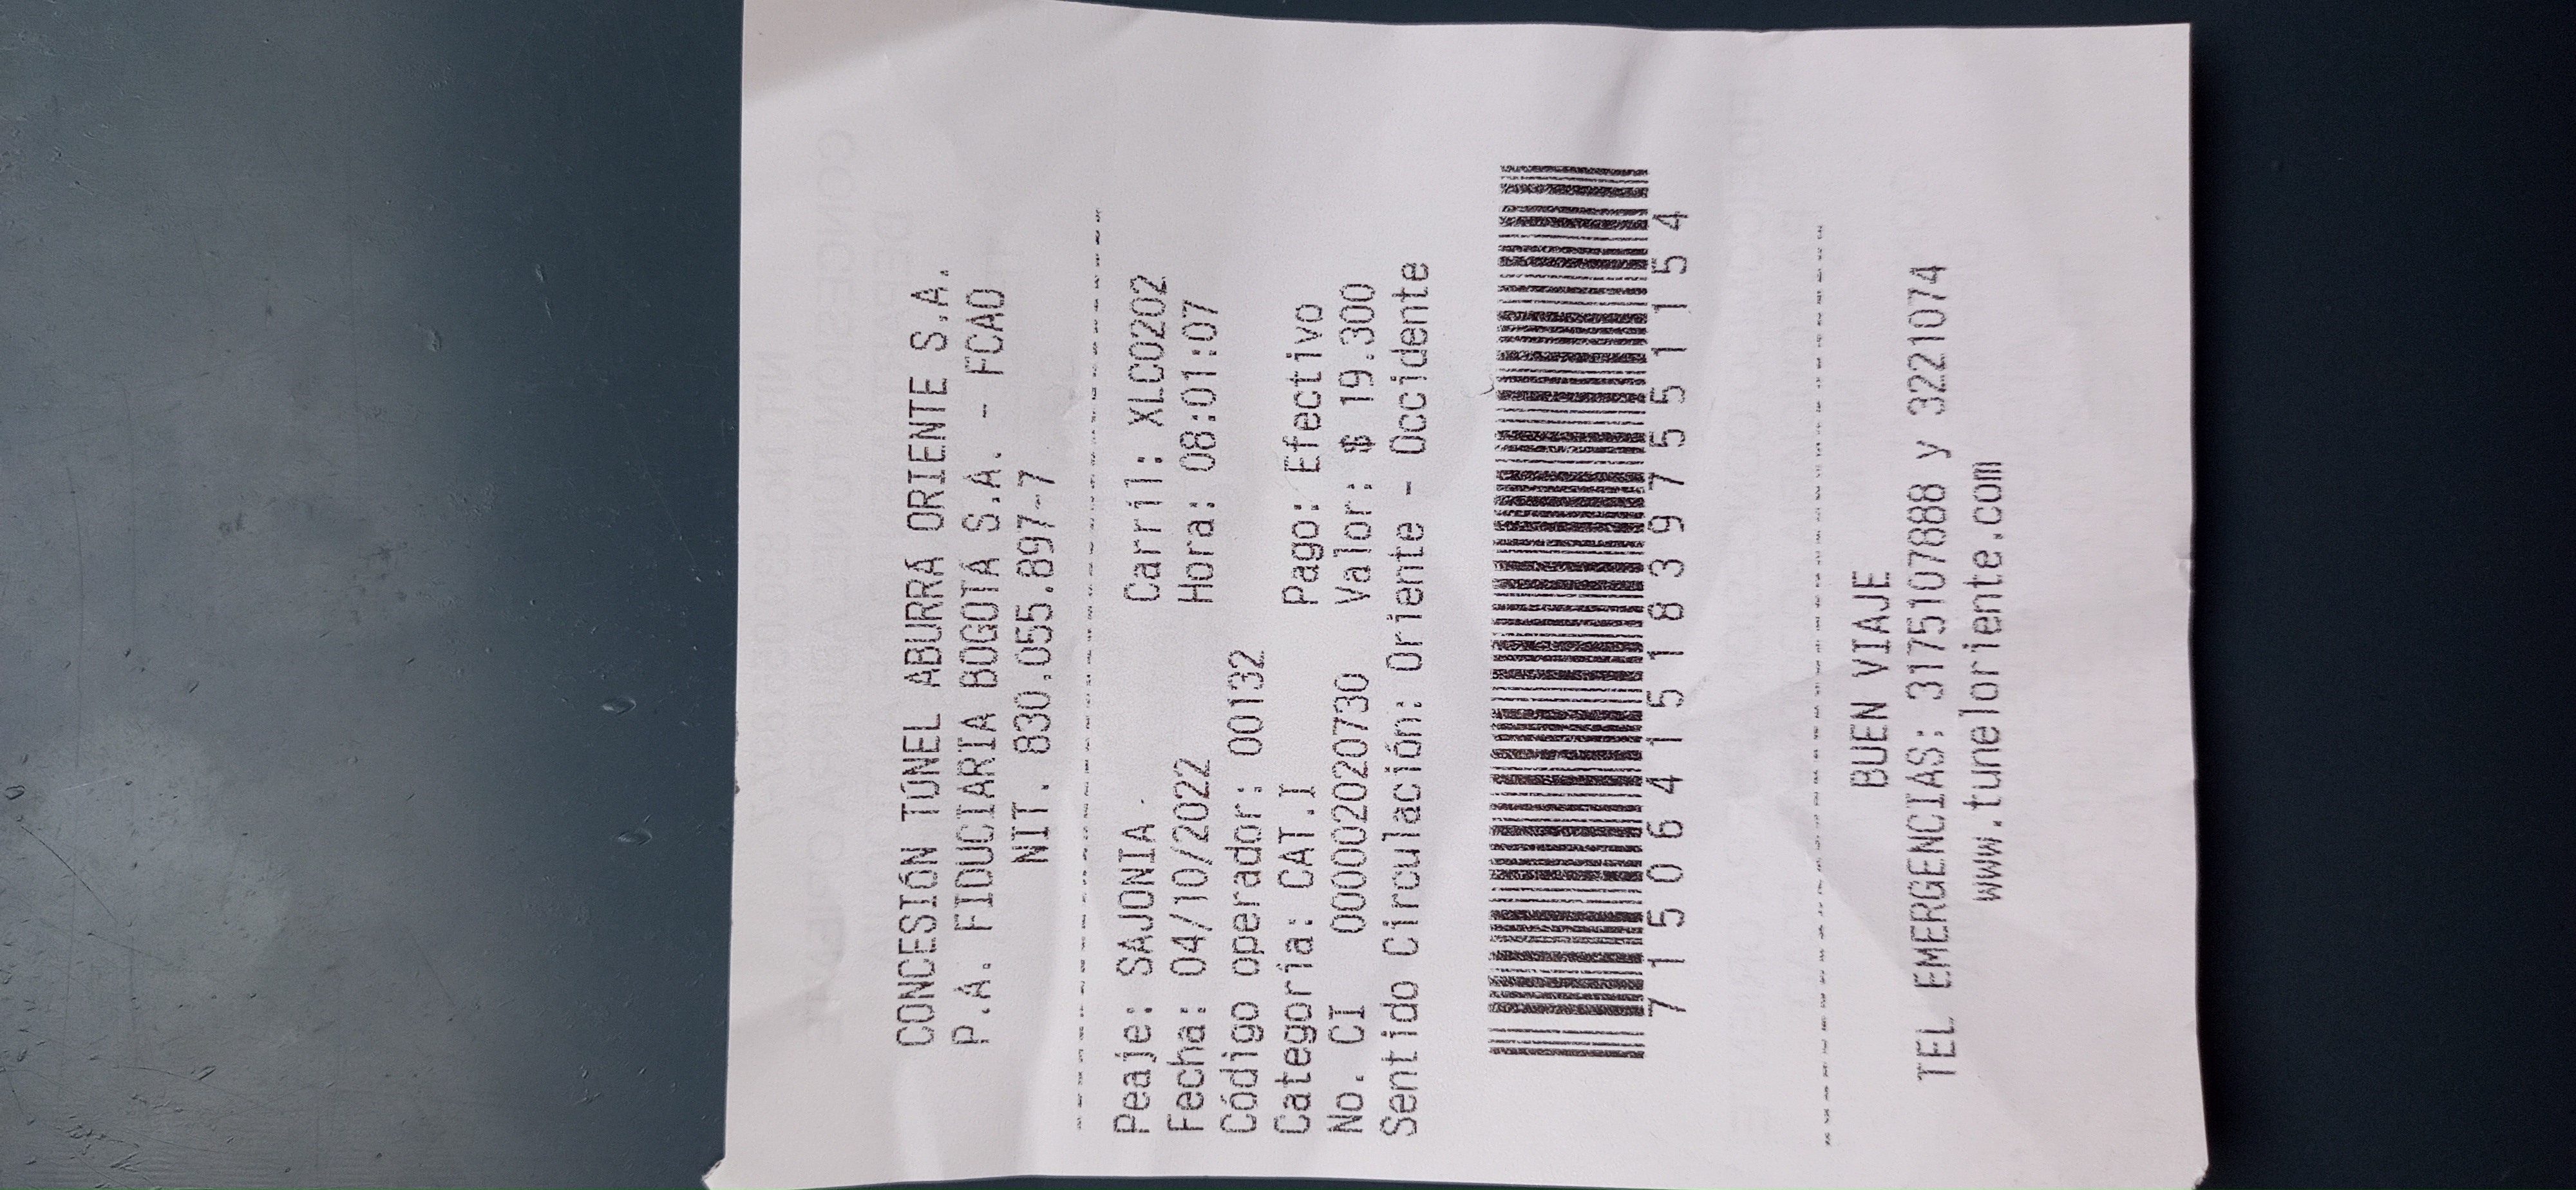 CONCESIÓN TÚNEL ABURRA ORIENTE S.A.
P.A. FIDUCIARIA BOGOTÁ S.A. - FCAO
NIT. 830.055.897-7
Peaje: SAJONIA Carril: XLC0202
Fecha: 04/10/2022 Hora: 08:01:07
Código operador: 00132
Categoría: CAT.I Pago: Efectivo
No. CI 00002020730 Valor: $ 19.300
Sentido Circulación: Oriente - Occidente
7 1 5 0 6 4 1 5 1 8 3 9 7 5 5 1 1 5 4
BUEN VIAJE
TEL EMERGENCIAS: 3175107888 y 3221074
www.tuneloriente.com